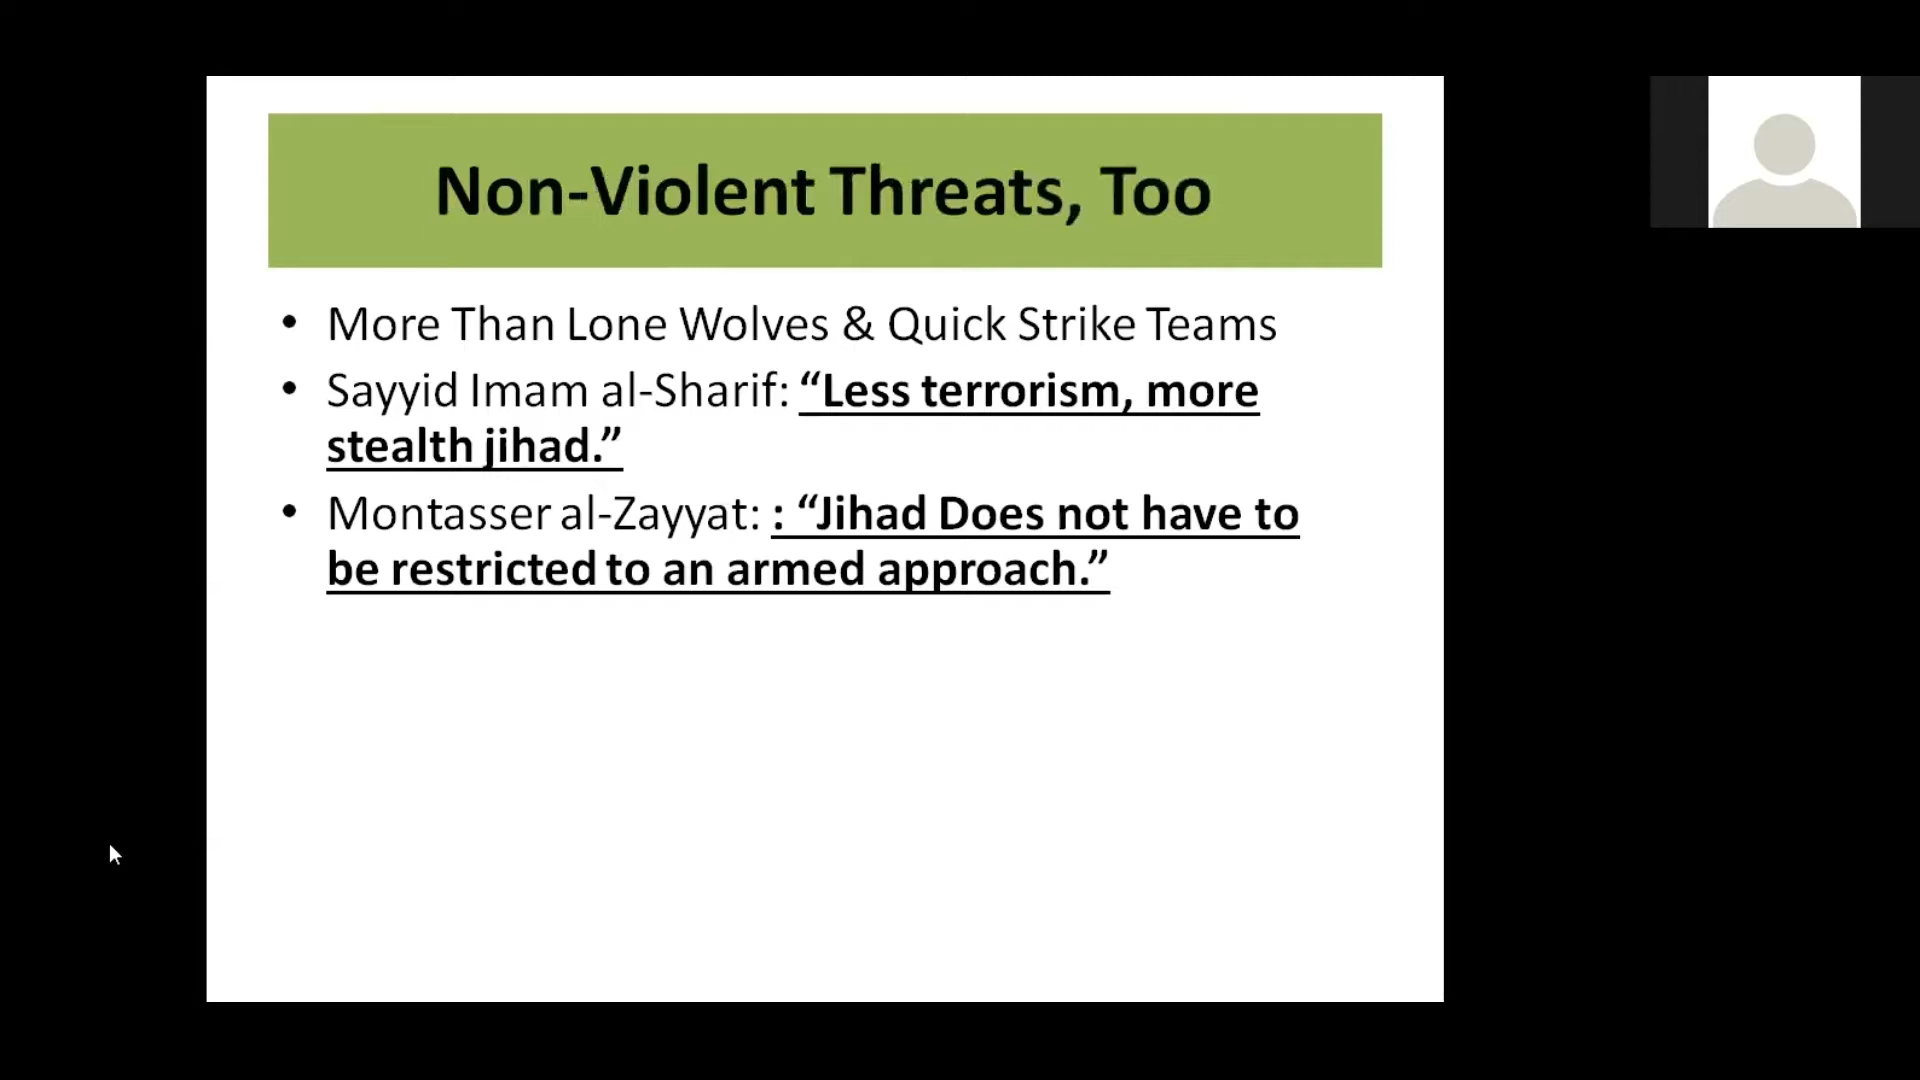 Non-Violent Threats, Too
• More Than Lone Wolves & Quick Strike Teams
• Sayyid Imam al-Sharif: “Less terrorism, more
stealth jihad.”
• Montasser al-Zayyat: : “Jihad Does not have to
be restricted to an armed approach.”